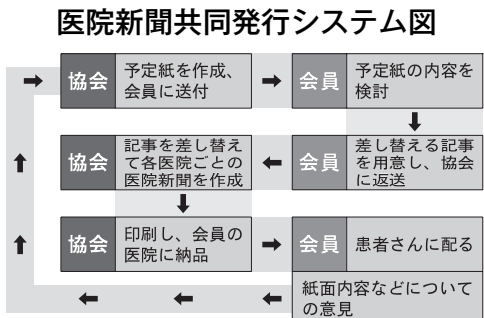 医院新聞共同発行システム図
協会
予定紙を作成、
会員に送付
会員
予定紙の内容を
検討
会員
差し替える記事
を用意し、協会
に返送
協会
記事を差し替え
て各医院ごとの
医院新聞を作成
協会
印刷し、会員の
医院に納品
会員
患者さんに配る
紙面内容などについて
の意見